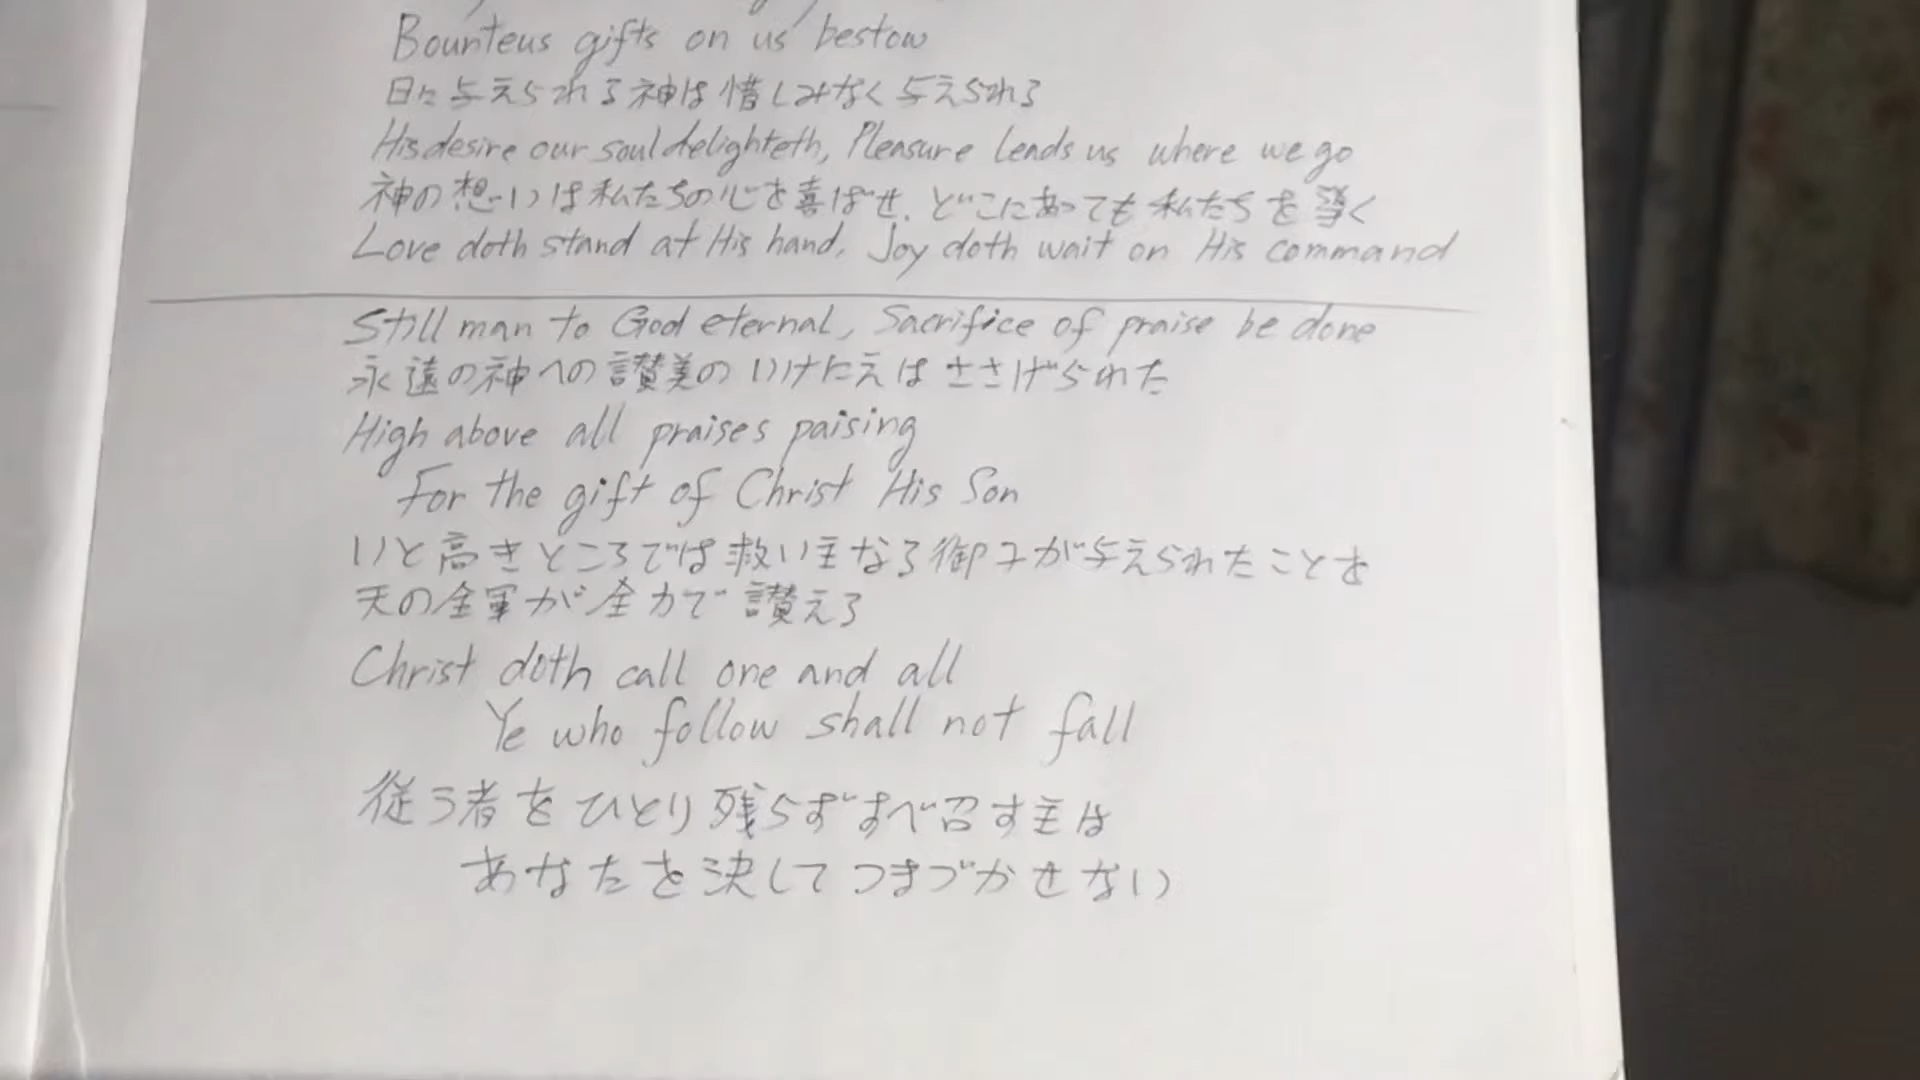 Bounteus gifts on us bestow
日々与えられる神は惜しみなく与えられる
His desire our soul delighteth, Pleasure leads us where we go
神の想いは私たちの心を喜ばせ、どこにあっても私たちを導く
Love doth stand at His hand, Joy doth wait on His command
Still man to God eternal, Sacrifice of praise be done
永遠の神への讃美のいけにえはささげられた
High above all praises paising
For the gift of Christ His Son
いと高きところでは救い主なる御子が与えられたことを
天の全軍が全力で讃える
Christ doth call one and all
Ye who follow shall not fall
従う者をひとり残らずすべ召す主は
あなたを決してつまづかせない